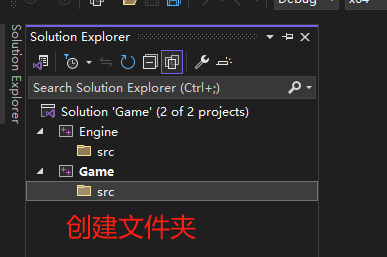 Debug
x64
Solution Explorer
Solution Explorer
Search Solution Explorer (Ctrl+;)
Solution 'Game' (2 of 2 projects)
Engine
src
Game
src
创建文件夹